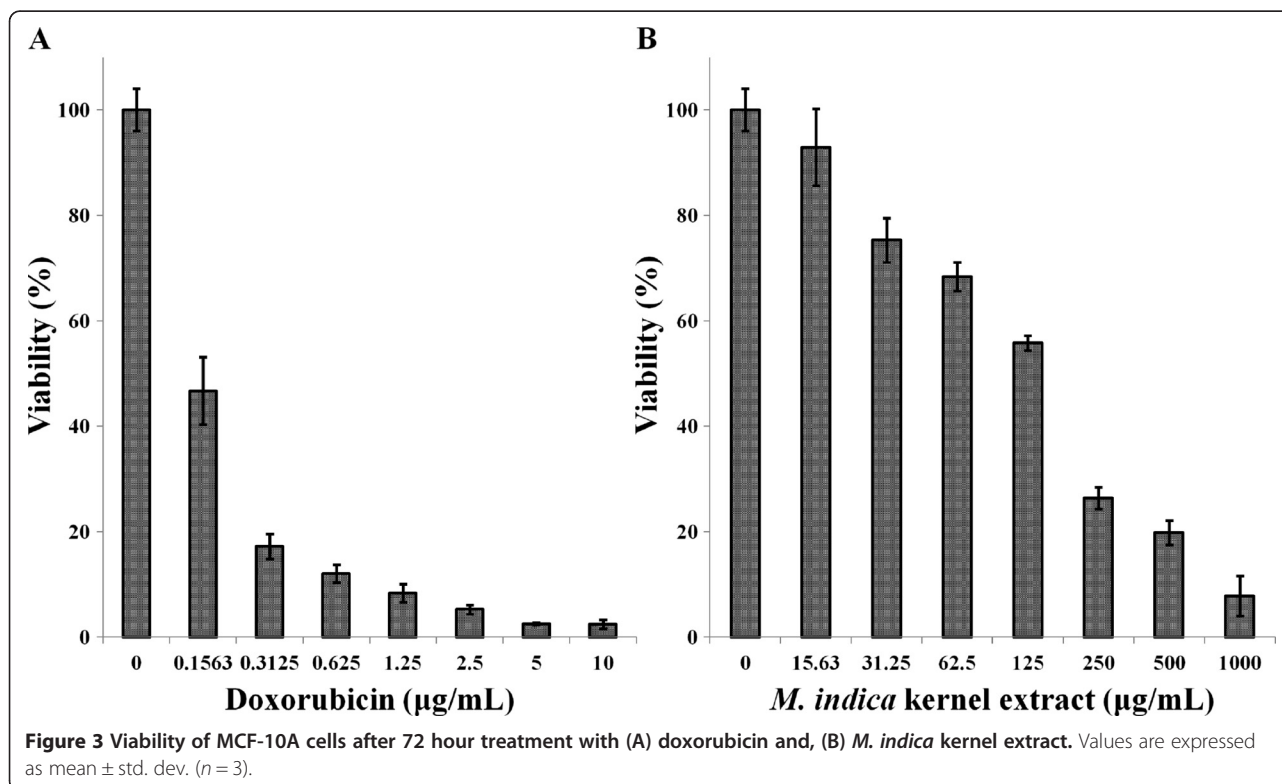 A
Viability (%)
100
80
60
40
20
0
0 0.1563 0.3125 0.625 1.25 2.5 5 10
Doxorubicin (µg/mL)
B
Viability (%)
100
80
60
40
20
0
0 15.63 31.25 62.5 125 250 500 1000
M. indica kernel extract (µg/mL)
Figure 3 Viability of MCF-10A cells after 72 hour treatment with (A) doxorubicin and, (B) M. indica kernel extract. Values are expressed
as mean ± std. dev. (n = 3).